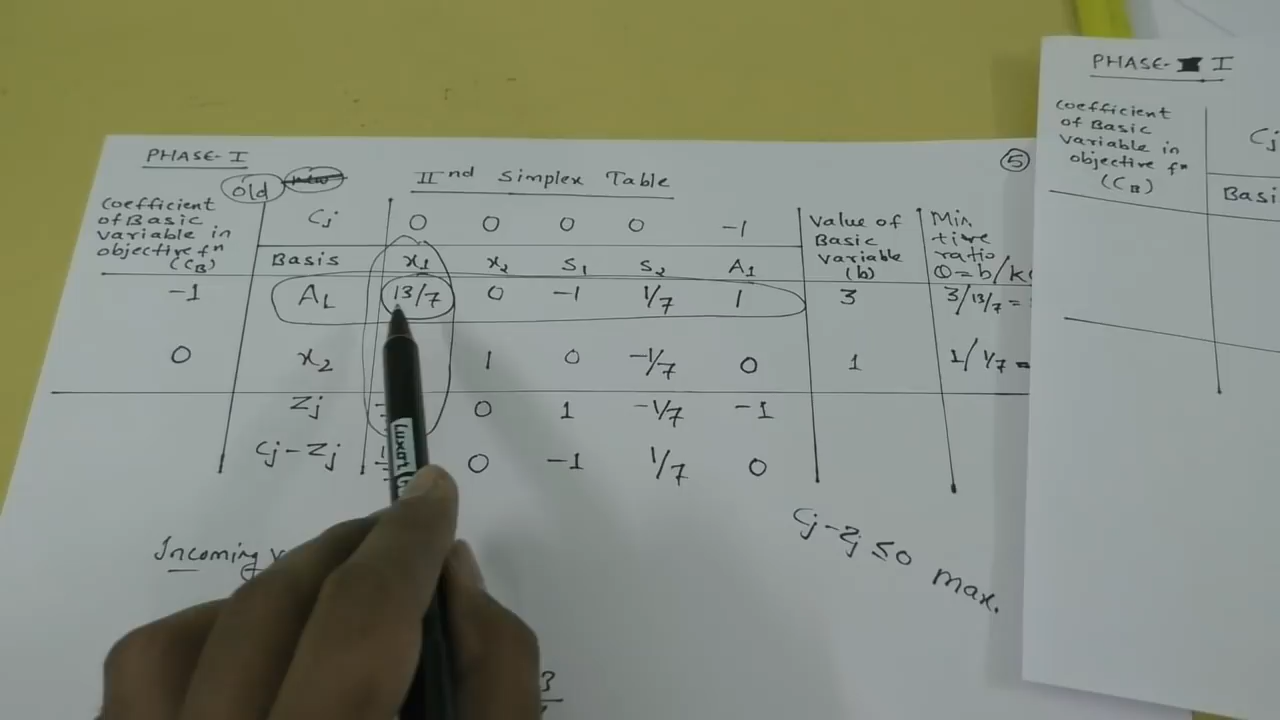 PHASE-I
old
IInd Simplex Table
5
Coefficient of Basic variable in objective fn (CB)
Cj 0 0 0 0 -1
Value of Basic Variable (b)
Min
tive
ratio
Basis x1 x2 S1 S2 A1
θ=b/k
-1 A1 13/7 0 -1 1/7 1 3 3/13/7=
0 x2 1 0 -1/7 0 1 1/1/7=
Zj 0 1 -1/7 -1
Cj-Zj 0 -1 1/7 0
Cj-Zj ≤0 max.
Incoming
3
Luxor
PHASE- I
Coefficient
of Basic
Variable in
objective fn
(CB)
Cj
Basi